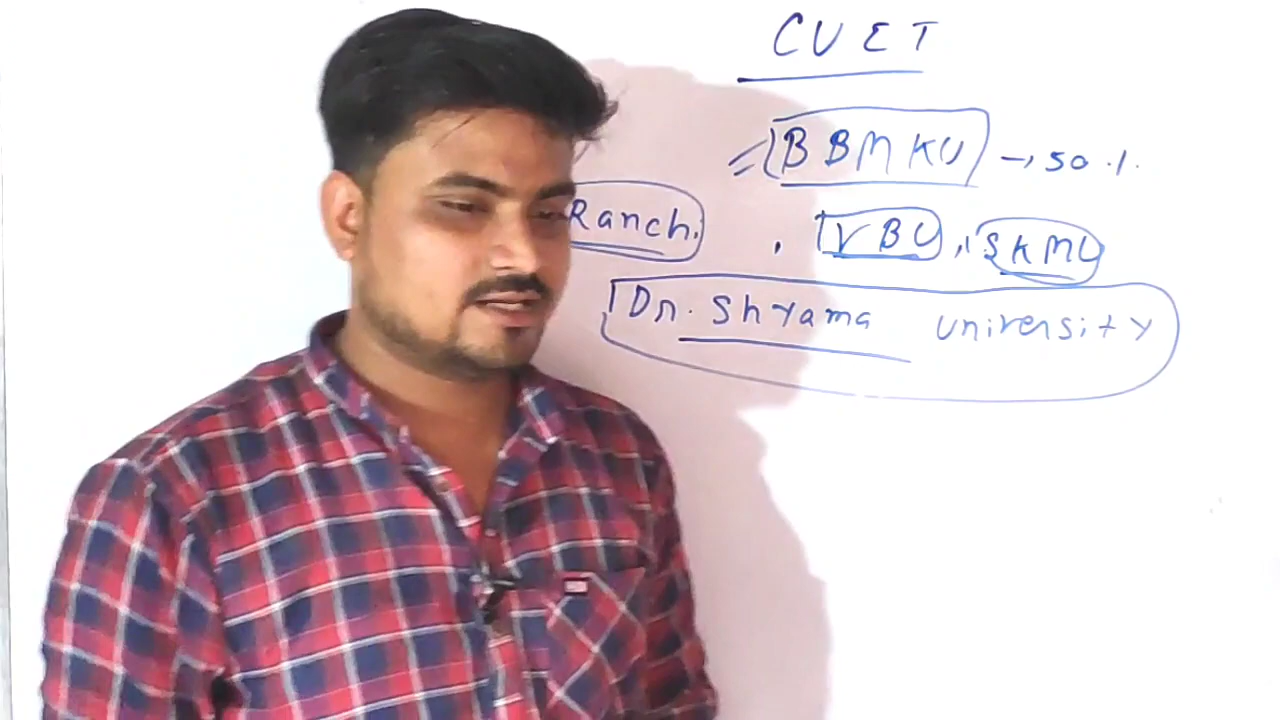 CUET
BBMKU → 50 %
Ranchi , VBU, SKMU
Dr. Shyama University